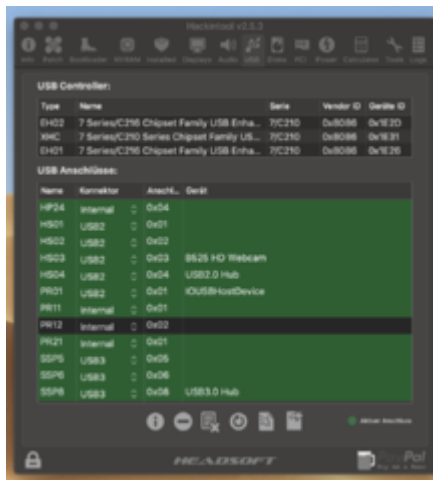 Hackintool v2.5.3
Info Patch Bootloader NVRAM Installed Displays Audio USB Disks PCI Power Calculator Tools Logs
USB Controller:
Type Name Serie Vendor ID Geräte ID
EH02 7 Series/C216 Chipset Family USB Enha... 7/C210 0x8086 0x1E2D
XHC 7 Series/C210 Series Chipset Family US... 7/C210 0x8086 0x1E31
EH01 7 Series/C216 Chipset Family USB Enha... 7/C210 0x8086 0x1E26
USB Anschlüsse:
Name Konnektor Anschl... Gerät
HP24 Internal 0x04
HS01 USB2 0x01
HS02 USB2 0x02
HS03 USB2 0x03 B525 HD Webcam
HS04 USB2 0x04 USB2.0 Hub
PR01 USB2 0x01 IOUSBHostDevice
PR11 Internal 0x01
PR12 Internal 0x02
PR21 Internal 0x01
SSP5 USB3 0x05
SSP6 USB3 0x06
SSP8 USB3 0x08 USB3.0 Hub
Aktiver Anschluss
HEADSOFT
PayPal